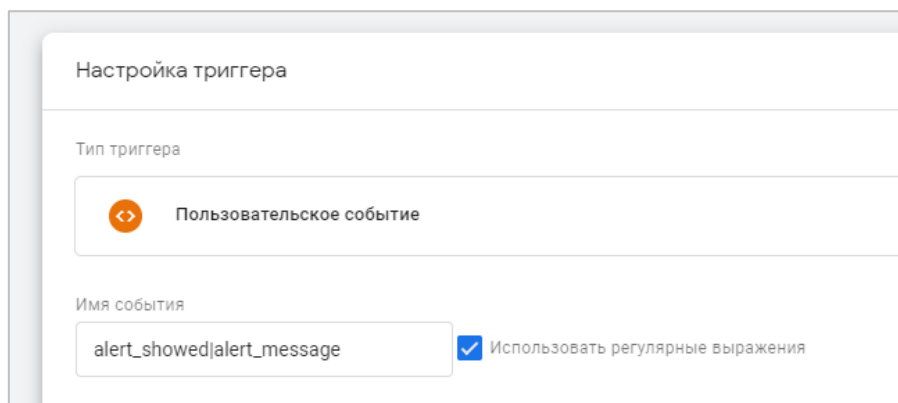 Настройка триггера
Тип триггера
Пользовательское событие
Имя события
alert_showed|alert_message
Использовать регулярные выражения